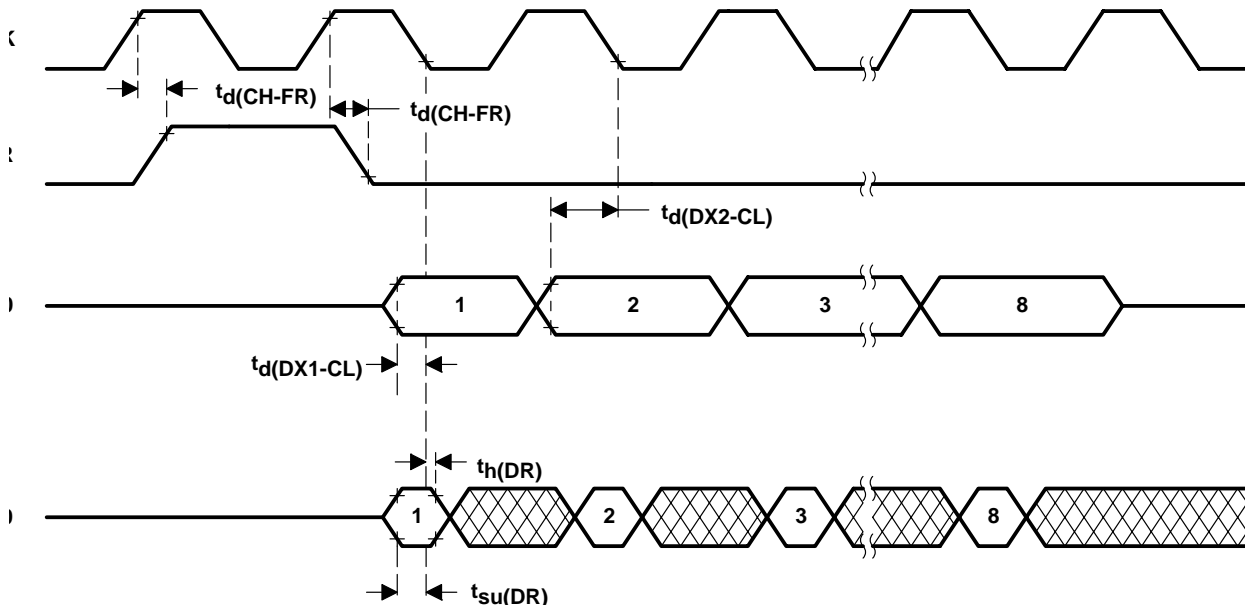 td(CH-FR)
td(CH-FR)
td(DX2-CL)
1 2 3 8
td(DX1-CL)
th(DR)
1 2 3 8
tsu(DR)